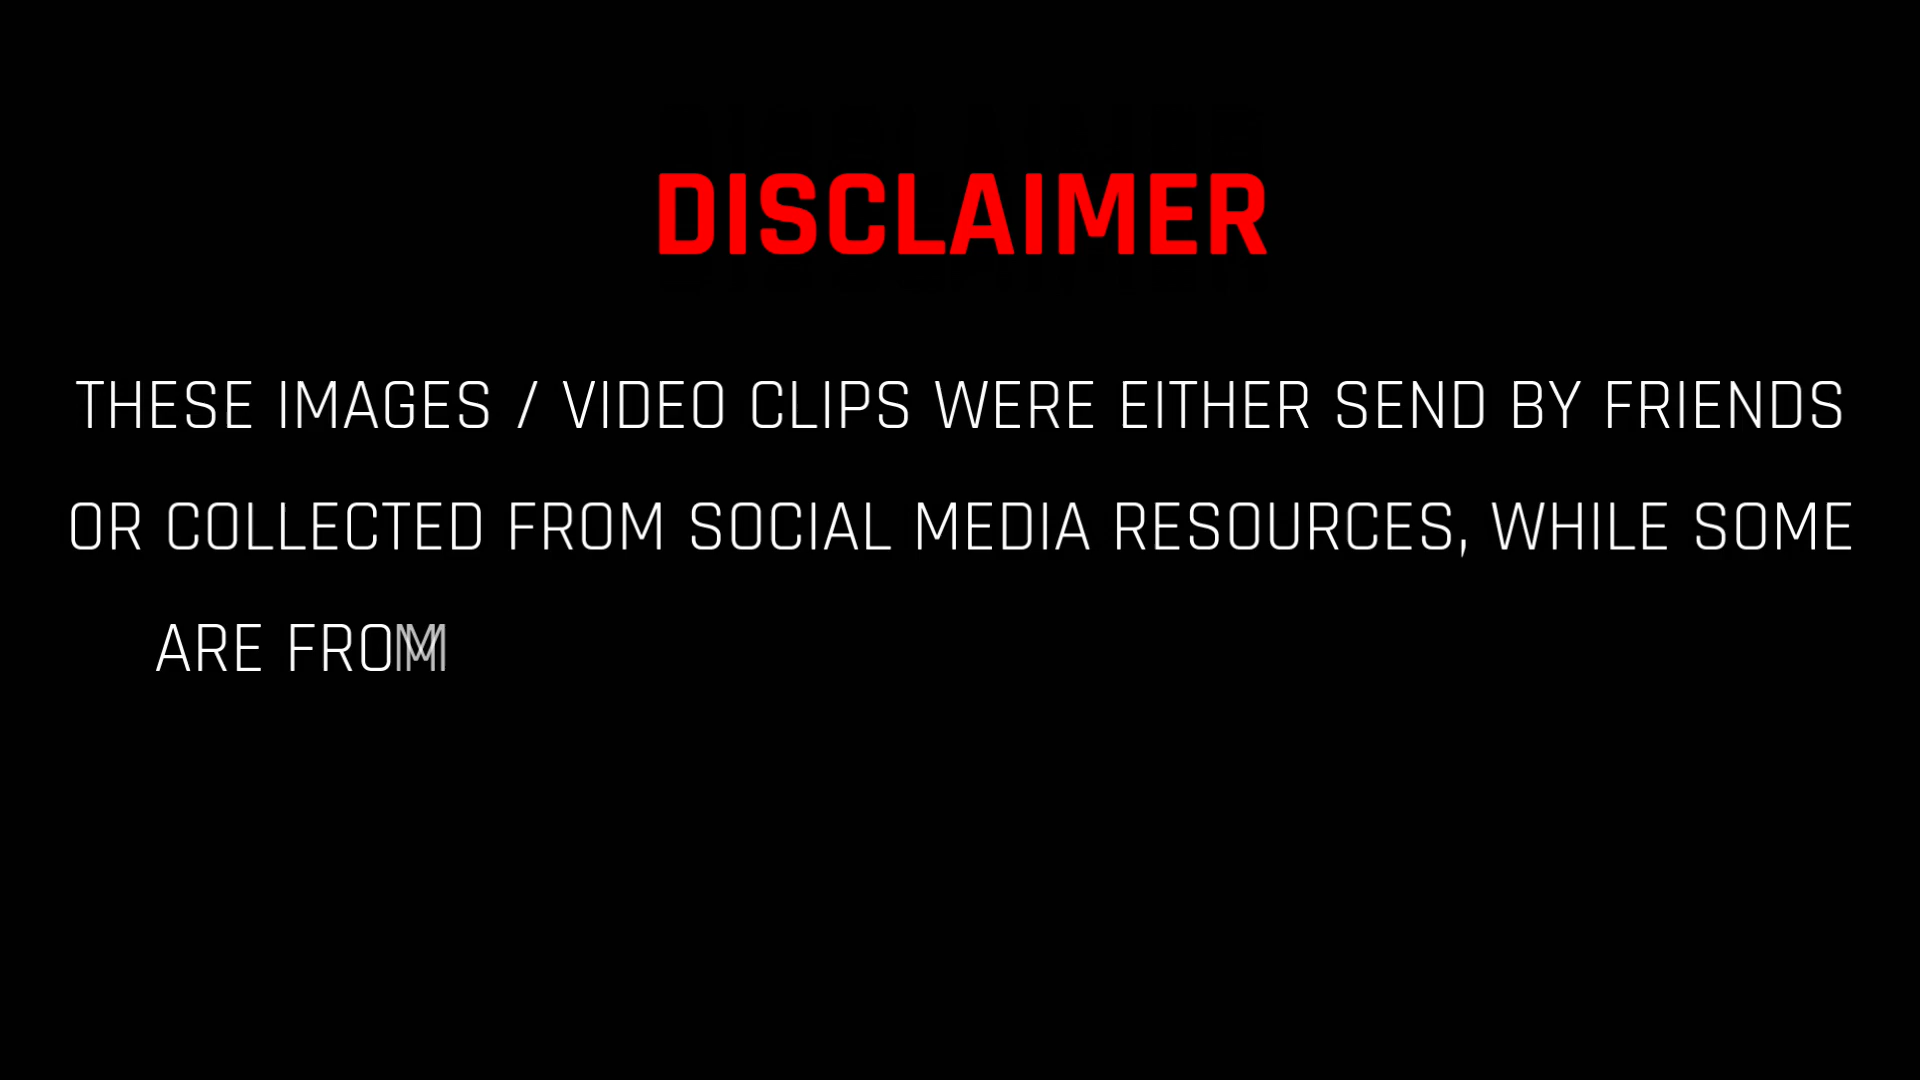 DISCLAIMER
THESE IMAGES / VIDEO CLIPS WERE EITHER SEND BY FRIENDS
OR COLLECTED FROM SOCIAL MEDIA RESOURCES, WHILE SOME
ARE FROM